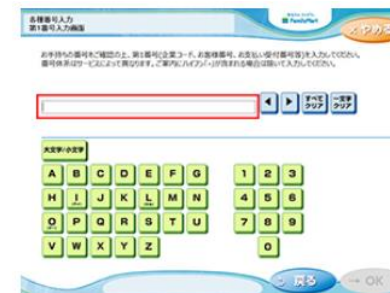 各種番号入力
第1番号入力画面
FamilyMart
×やめる
お手持ちの番号をご確認の上、第1番号(企業コード、お客様番号、お支払い受付番号等)を入力してください。
番号体系はサービスによって異なります。ご案内にハイフン「-」が含まれる場合は除いて入力してください。
◀ ▶ すべてクリア 一文字クリア
大文字/小文字
A B C D E F G 1 2 3
H I J K L M N 4 5 6
O P Q R S T U 7 8 9
V W X Y Z 0
戻る → OK